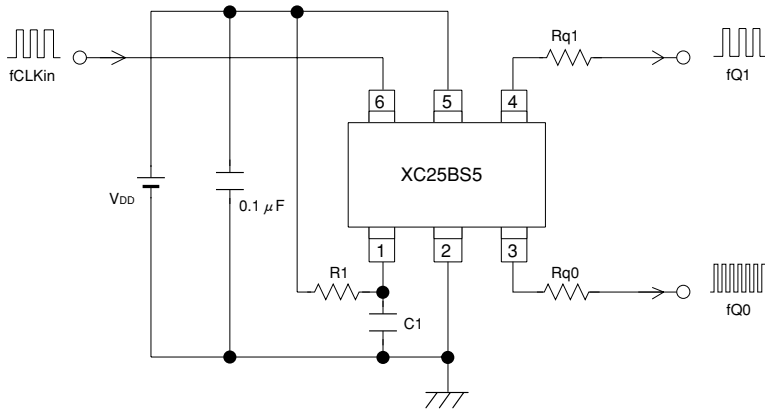 Rq1
fCLKin
fQ1
6
5
4
XC25BS5
VDD
0.1 μF
1
2
3
R1
Rq0
C1
fQ0